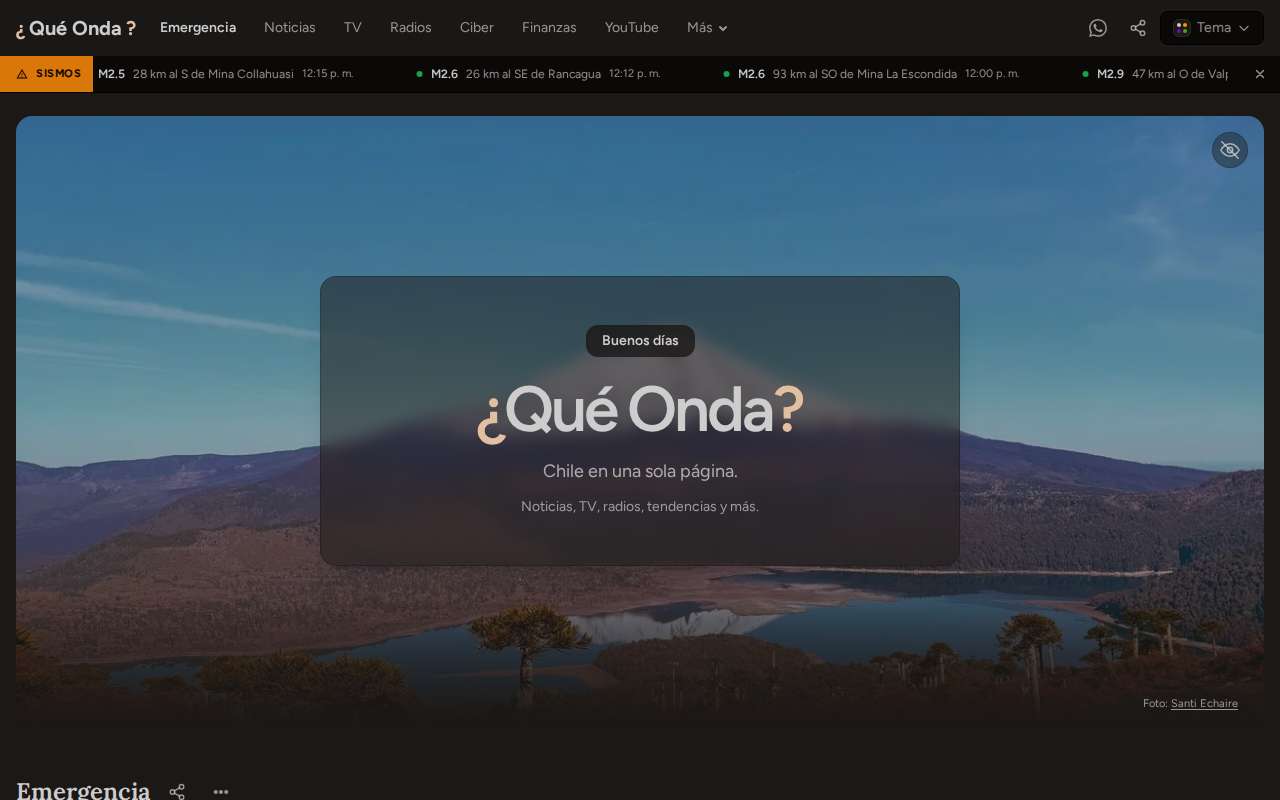 ¿Qué Onda?
Emergencia
Noticias
TV
Radios
Ciber
Finanzas
YouTube
Más
Tema
SISMOS
M2.5 28 km al S de Mina Collahuasi 12:15 p. m.
M2.6 26 km al SE de Rancagua 12:12 p. m.
M2.6 93 km al SO de Mina La Escondida 12:00 p. m.
M2.9 47 km al O de
Buenos días
¿Qué Onda?
Chile en una sola página.
Noticias, TV, radios, tendencias y más.
Foto: Santi Echaire
Emergencia